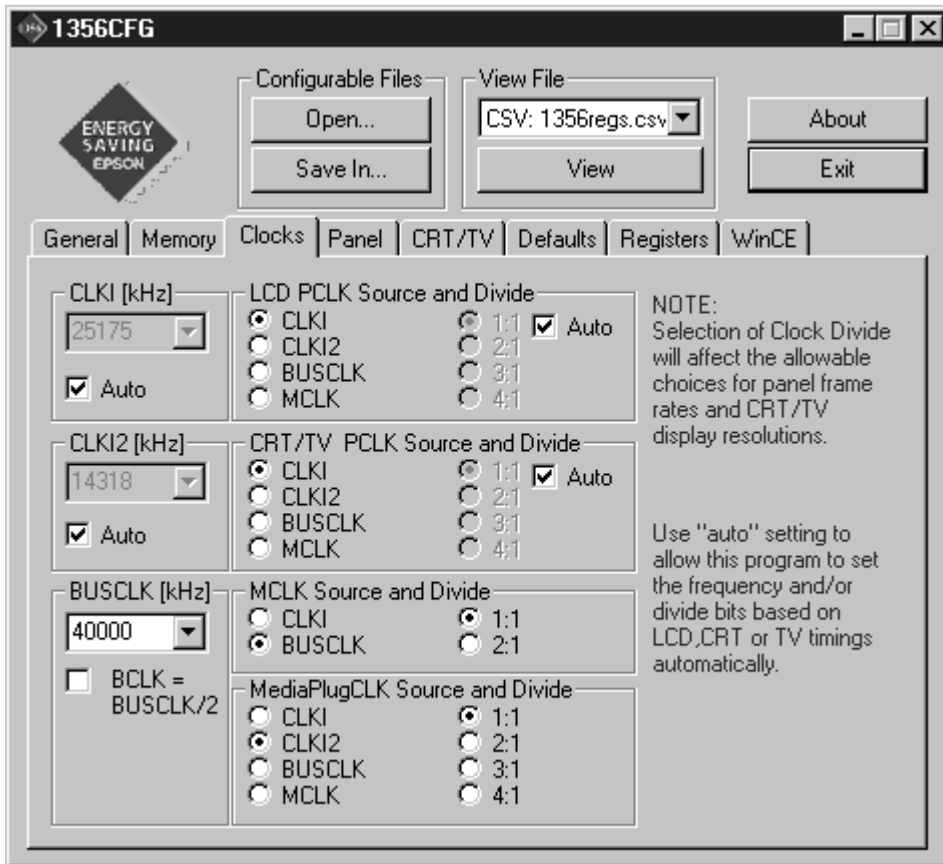 1356 1356CFG
ENERGY
SAVING
EPSON
Configurable Files
Open...
Save In...
View File
CSV: 1356regs.csv
View
About
Exit
General Memory Clocks Panel CRT/TV Defaults Registers WinCE
CLKI [kHz]
25175
Auto
LCD PCLK Source and Divide
CLKI 1:1 Auto
CLKI2 2:1
BUSCLK 3:1
MCLK 4:1
CLKI2 [kHz]
14318
Auto
CRT/TV PCLK Source and Divide
CLKI 1:1 Auto
CLKI2 2:1
BUSCLK 3:1
MCLK 4:1
BUSCLK [kHz]
40000
BCLK =
BUSCLK/2
MCLK Source and Divide
CLKI 1:1
BUSCLK 2:1
MediaPlugCLK Source and Divide
CLKI 1:1
CLKI2 2:1
BUSCLK 3:1
MCLK 4:1
NOTE:
Selection of Clock Divide
will affect the allowable
choices for panel frame
rates and CRT/TV
display resolutions.
Use "auto" setting to
allow this program to set
the frequency and/or
divide bits based on
LCD,CRT or TV timings
automatically.